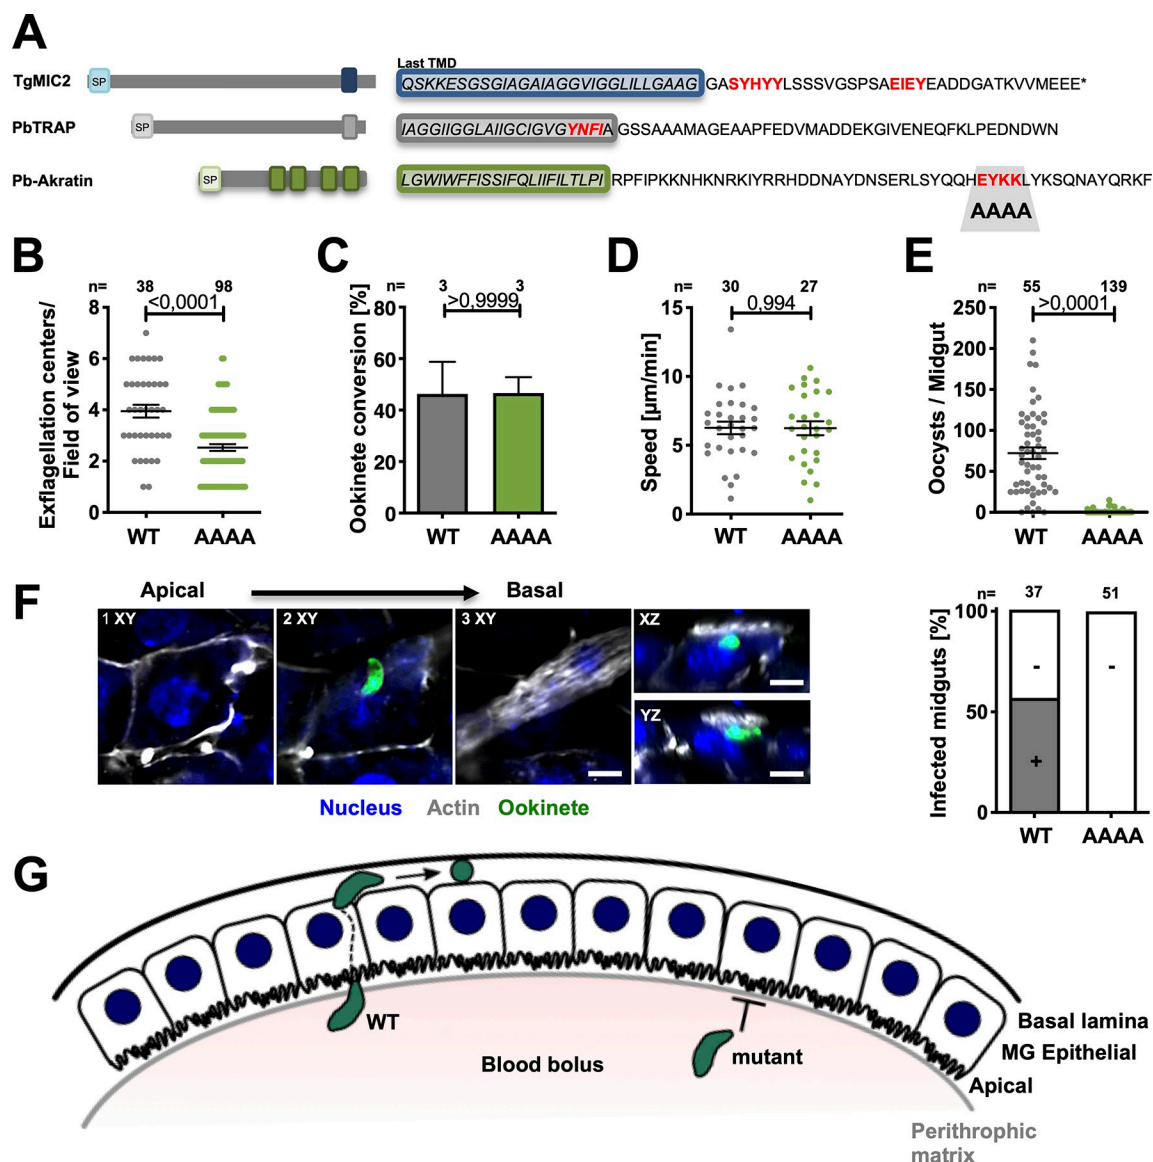 A
Last TMD
TgMIC2 SP QSKKESGSGIAGAIAGGVIGGLILLGAAG GASYHYYLSSSVGSPSAEIEYEADDGATKVVMEEE*
PbTRAP SP IAGGIIGGLAIIGCIGVGYNFIA GSSAAAMAGEAAPFEDVMADDEKGIVENEQFKLPEDNDWN
Pb-Akratin SP LGWIWFFISSIFQLIIFILTLPI RPFIPKKNHKNRKIYRRHDDNAYDNSERLSYQQHEYKKLYKSQNAYQRKF
AAAA
B
n= 38 98
<0,0001
Exflagellation centers/
Field of view
8
6
4
2
0
WT AAAA
C
n= 3 3
>0,9999
Ookinete conversion [%]
80
60
40
20
0
WT AAAA
D
n= 30 27
0,994
Speed [µm/min]
15
10
5
0
WT AAAA
E
n= 55 139
>0,0001
Oocysts / Midgut
250
200
150
100
50
0
WT AAAA
n= 37 51
Infected midguts [%]
100
50
0
- -
+
WT AAAA
F
Apical Basal
1 XY 2 XY 3 XY XZ
YZ
Nucleus Actin Ookinete
G
WT
Blood bolus
mutant
Basal lamina
MG Epithelial
Apical
Perithrophic
matrix